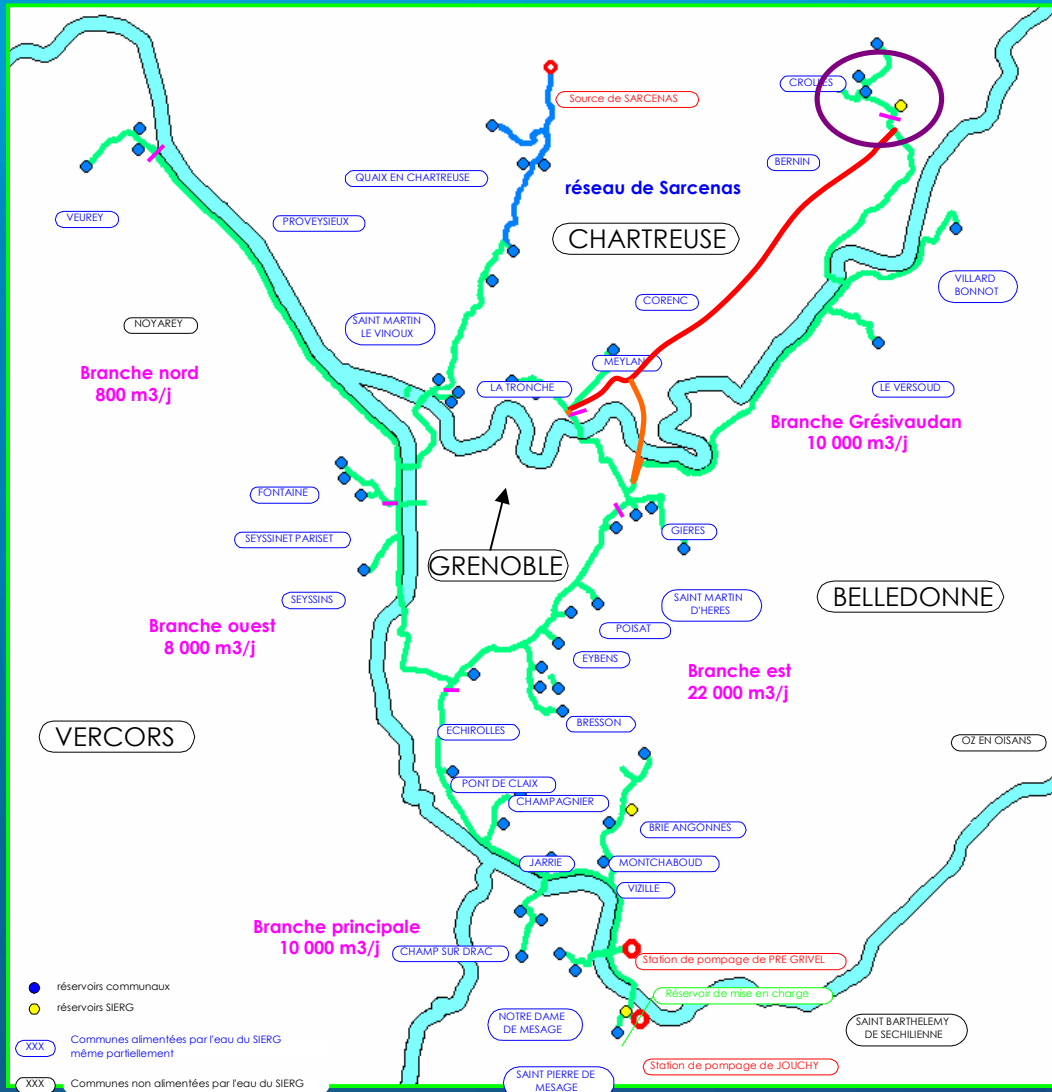 CROLLES
Source de SARCENAS
BERNIN
QUAIX EN CHARTREUSE
réseau de Sarcenas
VEUREY
PROVEYSIEUX
CHARTREUSE
VILLARD
BONNOT
CORENC
NOYAREY
SAINT MARTIN
LE VINOUX
MEYLAN
Branche nord
800 m3/j
LA TRONCHE
LE VERSOUD
Branche Grésivaudan
10 000 m3/j
FONTAINE
GIERES
SEYSSINET PARISET
GRENOBLE
SEYSSINS
SAINT MARTIN
D'HERES
BELLEDONNE
Branche ouest
8 000 m3/j
POISAT
EYBENS
Branche est
22 000 m3/j
BRESSON
ECHIROLLES
VERCORS
OZ EN OISANS
PONT DE CLAIX
CHAMPAGNIER
BRIE ANGONNES
JARRIE
MONTCHABOUD
VIZILLE
Branche principale
10 000 m3/j
CHAMP SUR DRAC
Station de pompage de PRE GRIVEL
Réservoir de mise en charge
NOTRE DAME
DE MESAGE
SAINT BARTHELEMY
DE SECHILIENNE
Station de pompage de JOUCHY
SAINT PIERRE DE
MESAGE
réservoirs communaux
réservoirs SIERG
XXX Communes alimentées par l'eau du SIERG
même partiellement
XXX Communes non alimentées par l'eau du SIERG